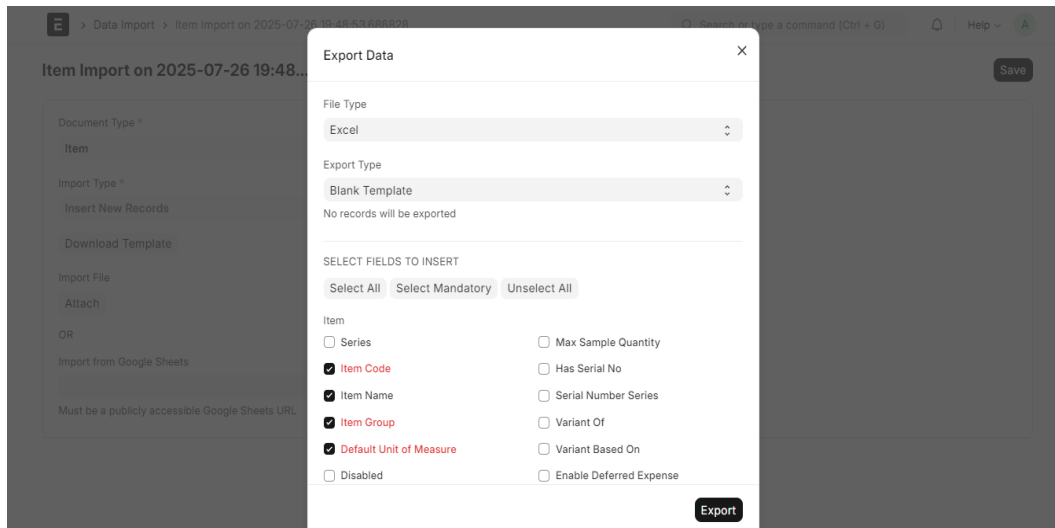 E > Data Import > Item Import on 2025-07-26 19:48:53.688828
Search or type a command (Ctrl + G)
Help
A
Item Import on 2025-07-26 19:48...
Save
Document Type *
Item
Import Type *
Insert New Records
Download Template
Import File
Attach
OR
Import from Google Sheets
Must be a publicly accessible Google Sheets URL
Export Data
File Type
Excel
Export Type
Blank Template
No records will be exported
SELECT FIELDS TO INSERT
Select All Select Mandatory Unselect All
Item
Series
Item Code
Item Name
Item Group
Default Unit of Measure
Disabled
Max Sample Quantity
Has Serial No
Serial Number Series
Variant Of
Variant Based On
Enable Deferred Expense
Export